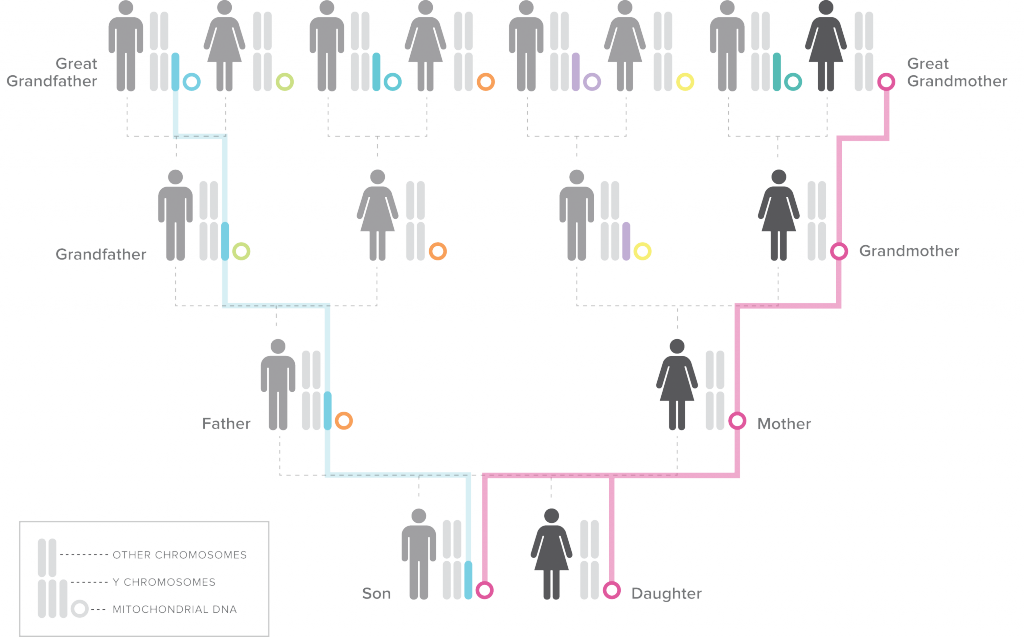 Great
Grandfather
Great
Grandmother
Grandfather
Grandmother
Father
Mother
Son
Daughter
OTHER CHROMOSOMES
Y CHROMOSOMES
MITOCHONDRIAL DNA